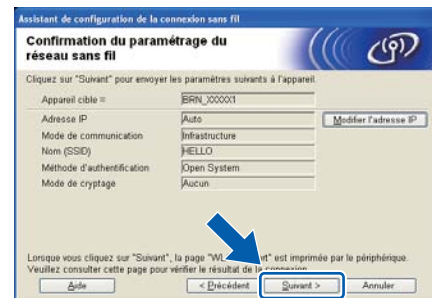 Assistant de configuration de la connexion sans fil
Confirmation du paramétrage du
réseau sans fil
Cliquez sur "Suivant" pour envoyer les paramètres suivants à l'appareil.
Appareil cible = BRN_XXXXX1
Adresse IP Auto Modifier l'adresse IP
Mode de communication Infrastructure
Nom (SSID) HELLO
Méthode d'authentification Open System
Mode de cryptage Aucun
Lorsque vous cliquez sur "Suivant", la page "WL est imprimée par le périphérique.
Veuillez consulter cette page pour vérifier le résultat de la connexion.
Aide < Précédent Suivant > Annuler